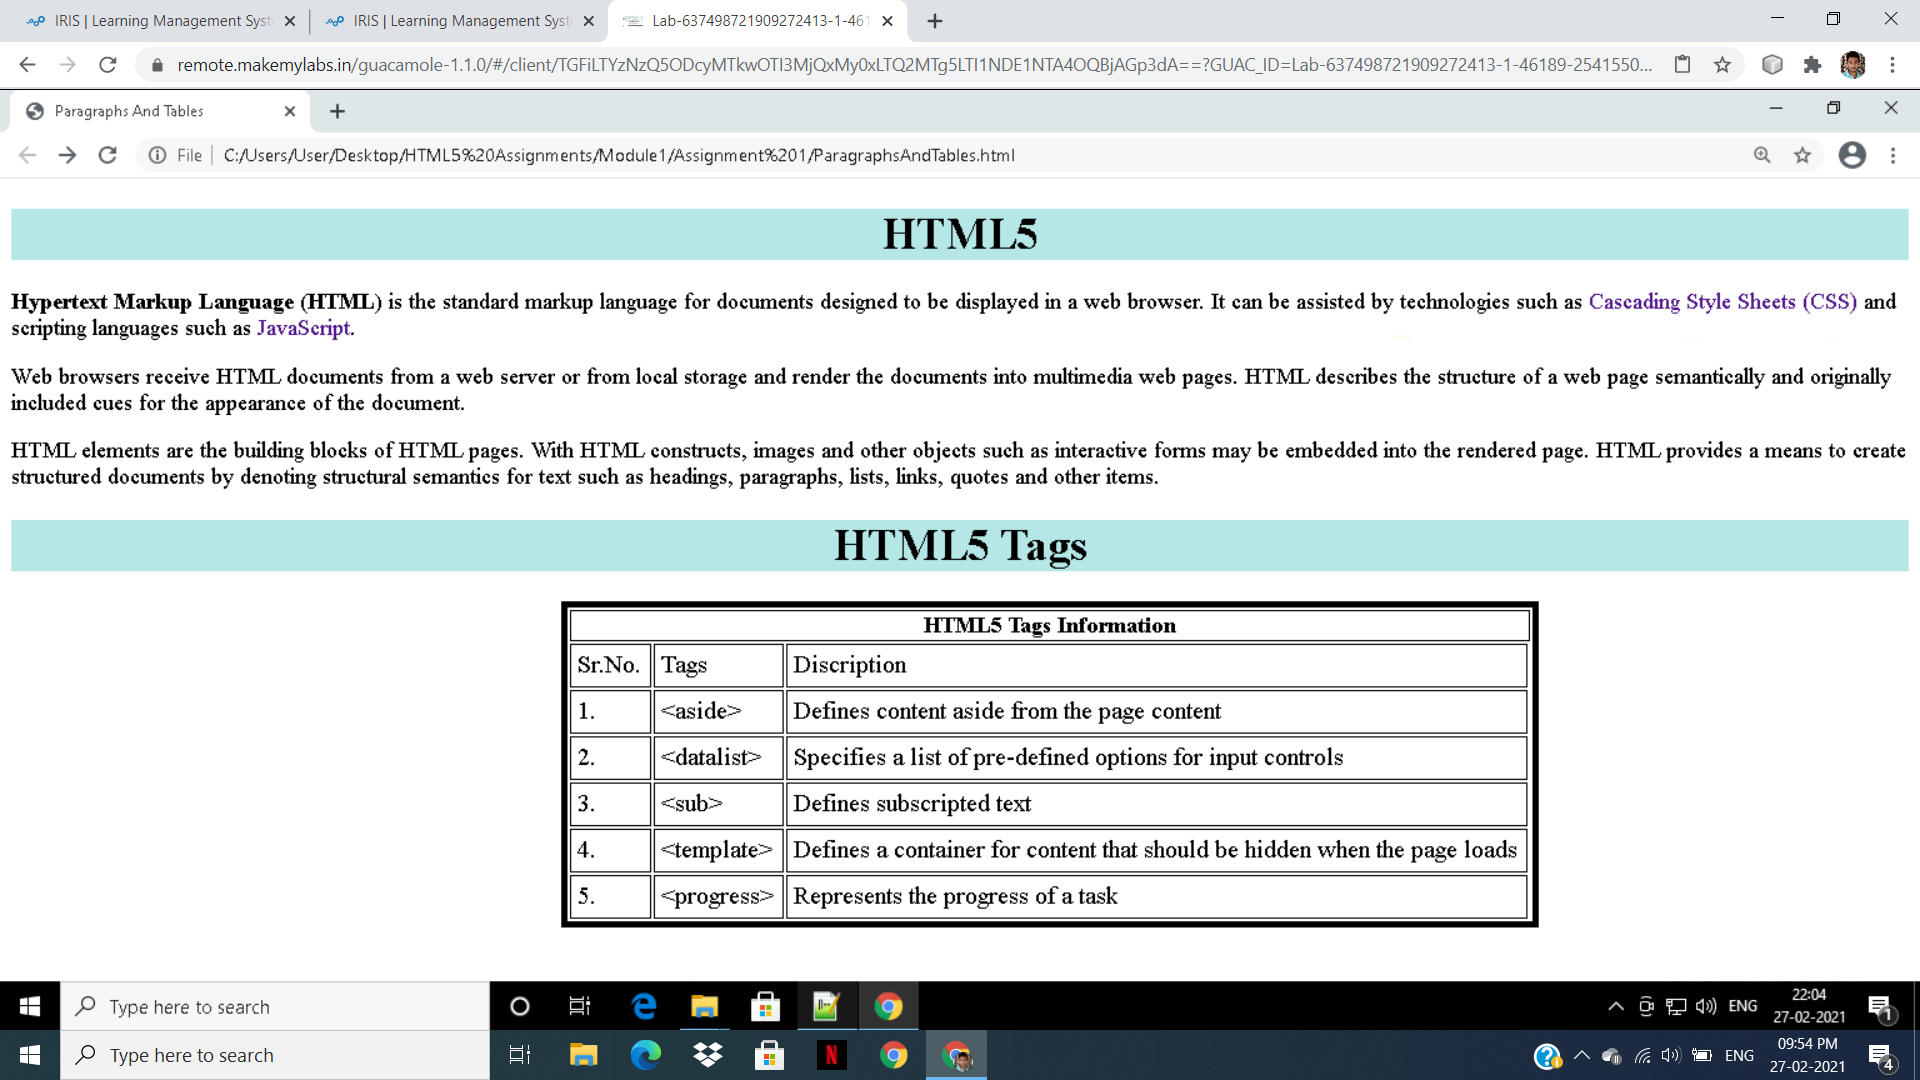 IRIS | Learning Management Syst
IRIS | Learning Management Syst
Lab-637498721909272413-1-461
remote.makemylabs.in/guacamole-1.1.0/#/client/TGFiLTYzNzQ5ODcyMTkwOTI3MjQxMy0xLTQ2MTg5LTI1NDE1NTA4OQBjAGp3dA==?GUAC_ID=Lab-637498721909272413-1-46189-2541550...
Paragraphs And Tables
File | C:/Users/User/Desktop/HTML5%20Assignments/Module1/Assignment%201/ParagraphsAndTables.html
HTML5
Hypertext Markup Language (HTML) is the standard markup language for documents designed to be displayed in a web browser. It can be assisted by technologies such as Cascading Style Sheets (CSS) and
scripting languages such as JavaScript.
Web browsers receive HTML documents from a web server or from local storage and render the documents into multimedia web pages. HTML describes the structure of a web page semantically and originally
included cues for the appearance of the document.
HTML elements are the building blocks of HTML pages. With HTML constructs, images and other objects such as interactive forms may be embedded into the rendered page. HTML provides a means to create
structured documents by denoting structural semantics for text such as headings, paragraphs, lists, links, quotes and other items.
HTML5 Tags
HTML5 Tags Information
Sr.No. Tags Discription
1. <aside> Defines content aside from the page content
2. <datalist> Specifies a list of pre-defined options for input controls
3. <sub> Defines subscripted text
4. <template> Defines a container for content that should be hidden when the page loads
5. <progress> Represents the progress of a task
Type here to search
ENG
22:04
27-02-2021
1
Type here to search
N
ENG
09:54 PM
27-02-2021
4